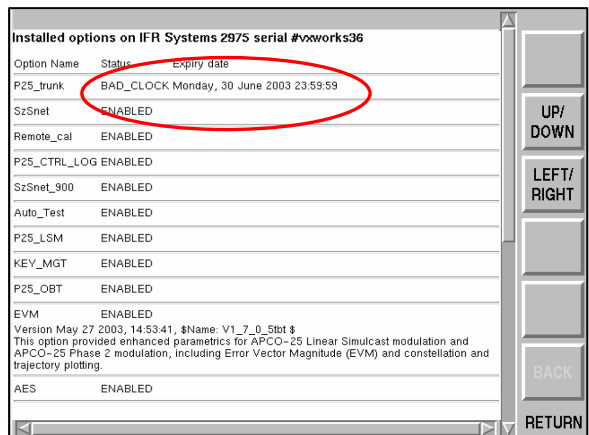 Installed options on IFR Systems 2975 serial #vxworks36
Option Name Status Expiry date
P25_trunk BAD_CLOCK Monday, 30 June 2003 23:59:59
SzSnet ENABLED
Remote_cal ENABLED
P25_CTRL_LOG ENABLED
SzSnet_900 ENABLED
Auto_Test ENABLED
P25_LSM ENABLED
KEY_MGT ENABLED
P25_OBT ENABLED
EVM ENABLED
Version May 27 2003, 14:53:41, $Name: V1_7_0_5tbt $
This option provided enhanced parametrics for APCO-25 Linear Simulcast modulation and
APCO-25 Phase 2 modulation, including Error Vector Magnitude (EVM) and constellation and
trajectory plotting.
AES ENABLED
UP/
DOWN
LEFT/
RIGHT
BACK
RETURN